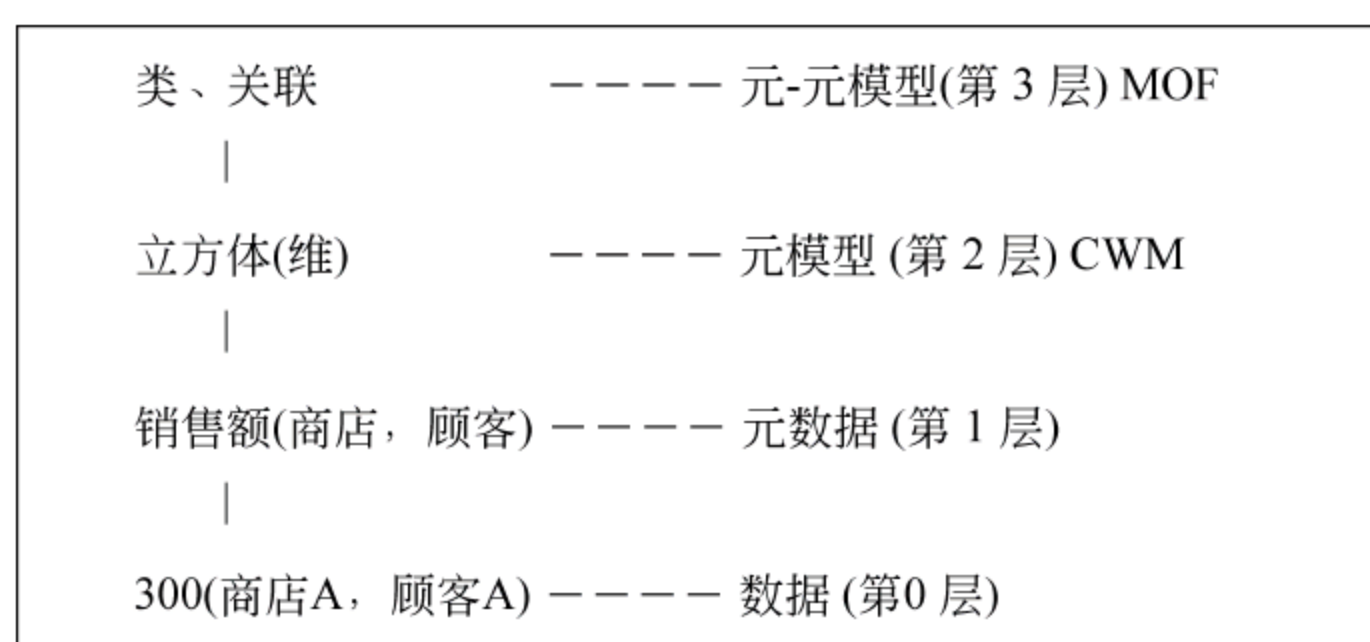 类、关联 ---- 元-元模型(第 3 层) MOF
|
立方体(维) ---- 元模型 (第 2 层) CWM
|
销售额(商店，顾客) ---- 元数据 (第 1 层)
|
300(商店A，顾客A) ---- 数据 (第0 层)